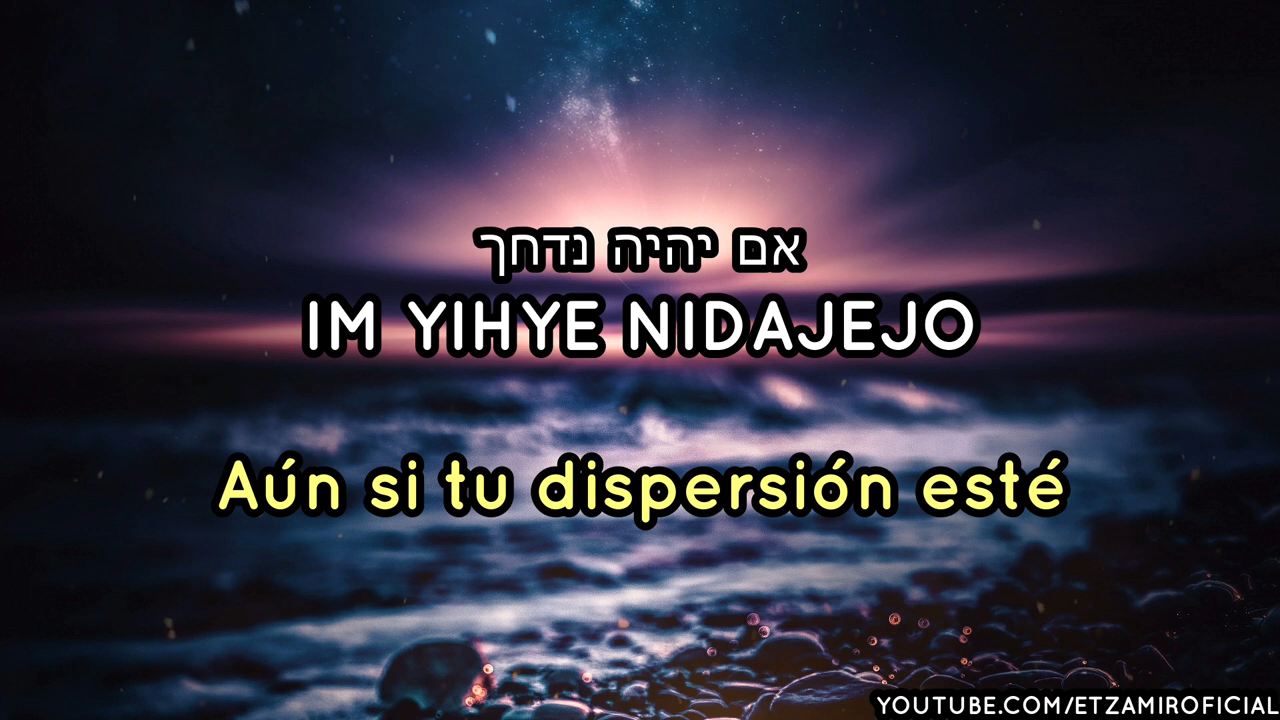 אם יהיה נדחך
IM YIHYE NIDAJEJO
Aún si tu dispersión esté
YOUTUBE.COM/ETZAMIROFICIAL